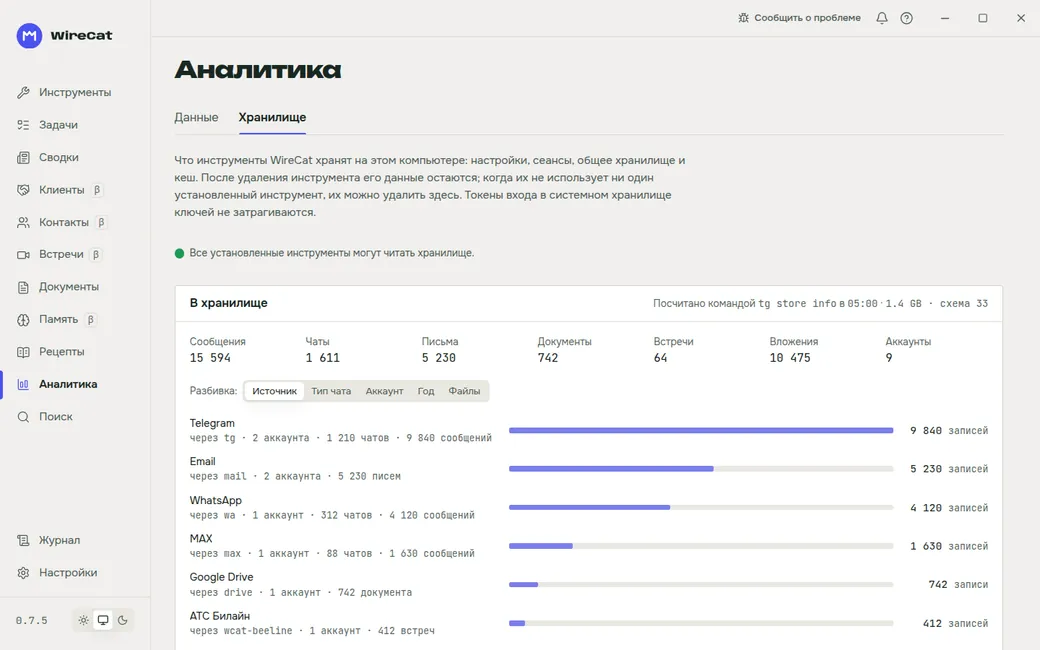 WireCat
Сообщить о проблеме
Инструменты
Задачи
Сводки
Клиенты β
Контакты β
Встречи β
Документы
Память β
Рецепты
Аналитика
Поиск
Журнал
Настройки
0.7.5
Аналитика
Данные Хранилище
Что инструменты WireCat хранят на этом компьютере: настройки, сеансы, общее хранилище и
кеш. После удаления инструмента его данные остаются; когда их не использует ни один
установленный инструмент, их можно удалить здесь. Токены входа в системном хранилище
ключей не затрагиваются.
Все установленные инструменты могут читать хранилище.
В хранилище Посчитано командой tg store info в 05:00 · 1.4 GB · схема 33
Сообщения Чаты Письма Документы Встречи Вложения Аккаунты
15 594 1 611 5 230 742 64 10 475 9
Разбивка: Источник Тип чата Аккаунт Год Файлы
Telegram
через tg · 2 аккаунта · 1 210 чатов · 9 840 сообщений 9 840 записей
Email
через mail · 2 аккаунта · 5 230 писем 5 230 записей
WhatsApp
через wa · 1 аккаунт · 312 чатов · 4 120 сообщений 4 120 записей
MAX
через max · 1 аккаунт · 88 чатов · 1 630 сообщений 1 630 записей
Google Drive
через drive · 1 аккаунт · 742 документа 742 записи
АТС Билайн
через wcat-beeline · 1 аккаунт · 412 встреч 412 записей